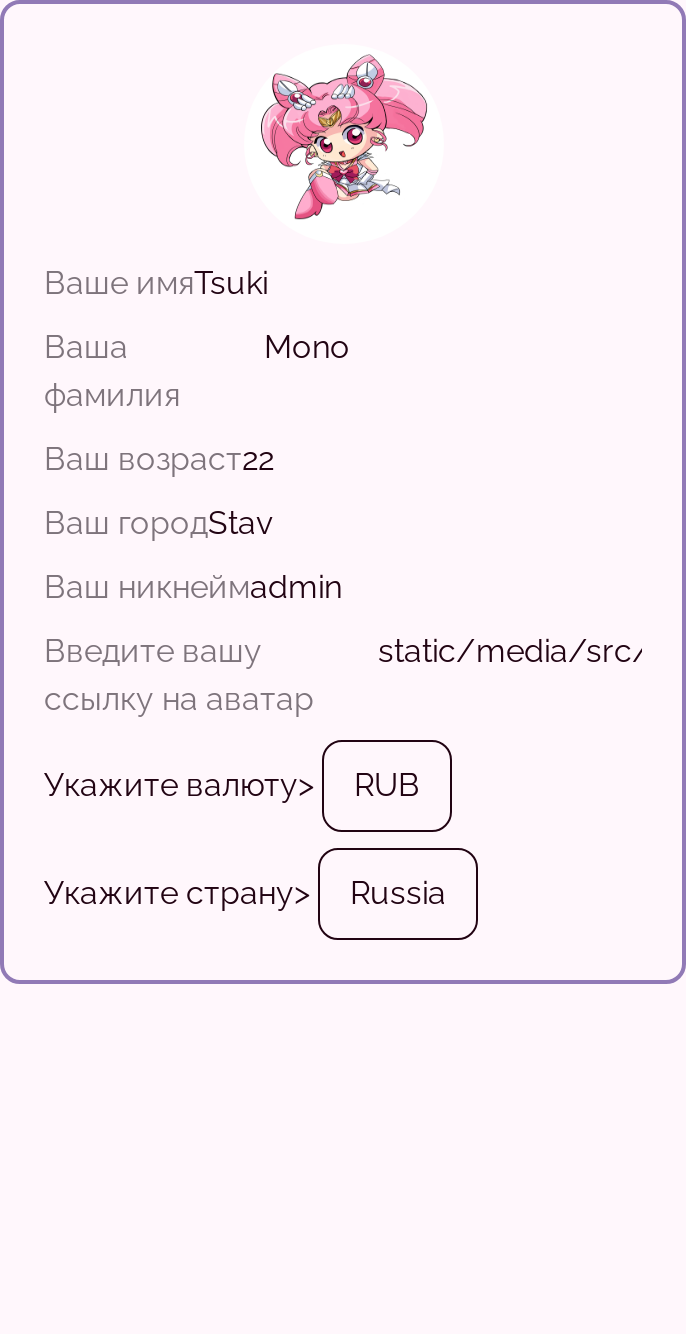 Ваше имяTsuki
Ваша Mono
фамилия
Ваш возраст22
Ваш городStav
Ваш никнеймadmin
Введите вашу static/media/src/
ссылку на аватар
Укажите валюту> RUB
Укажите страну> Russia